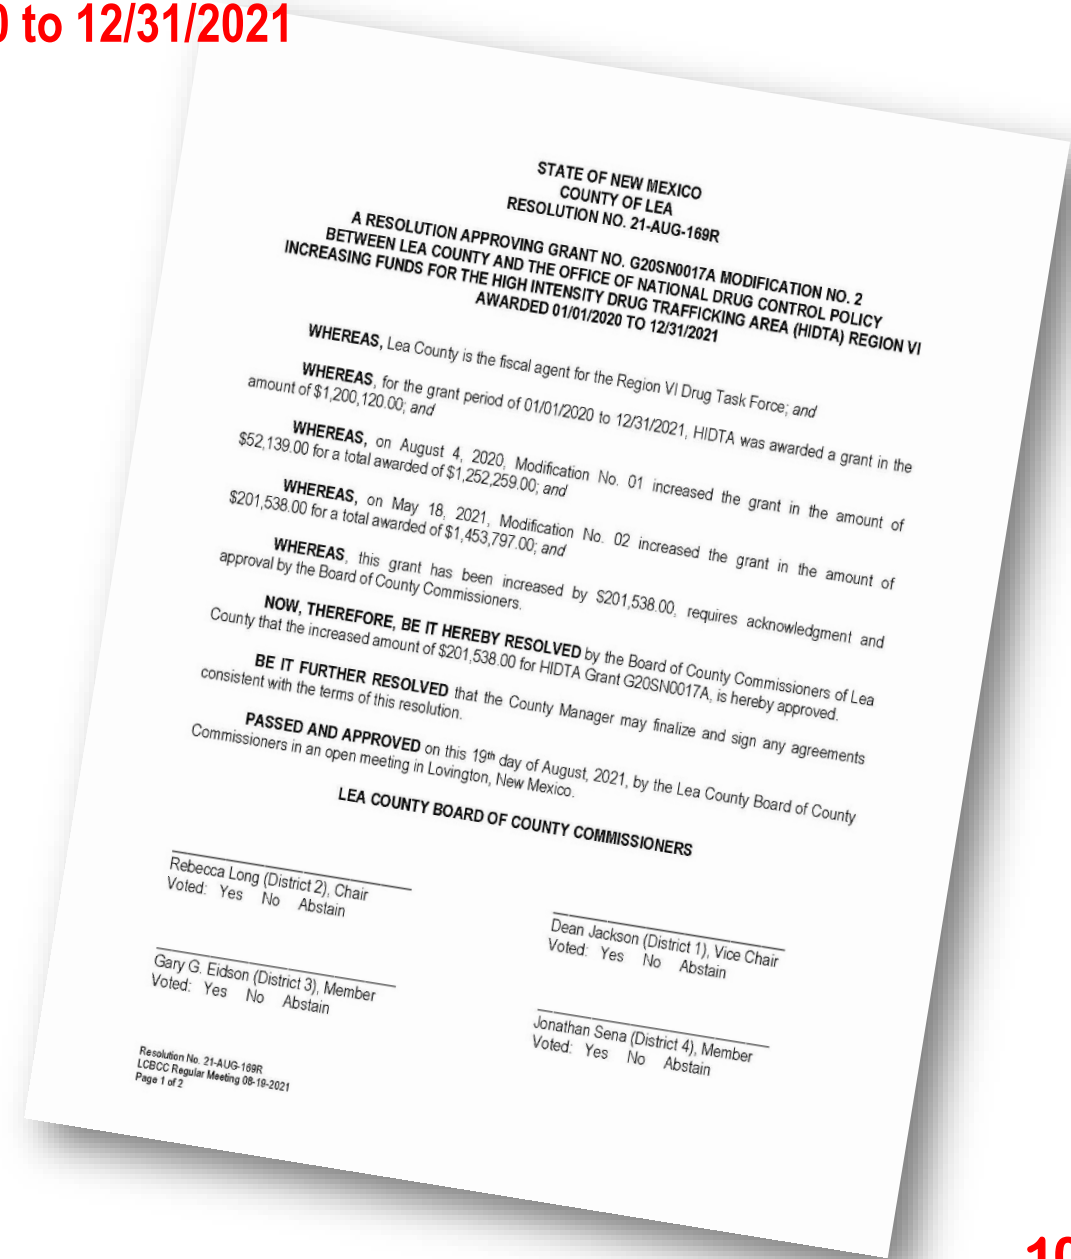 0 to 12/31/2021
STATE OF NEW MEXICO
COUNTY OF LEA
RESOLUTION NO. 21-AUG-169R
A RESOLUTION APPROVING GRANT NO. G20SN0017A MODIFICATION NO. 2
BETWEEN LEA COUNTY AND THE OFFICE OF NATIONAL DRUG CONTROL POLICY
INCREASING FUNDS FOR THE HIGH INTENSITY DRUG TRAFFICKING AREA (HIDTA) REGION VI
AWARDED 01/01/2020 TO 12/31/2021
WHEREAS, Lea County is the fiscal agent for the Region VI Drug Task Force; and
WHEREAS, for the grant period of 01/01/2020 to 12/31/2021, HIDTA was awarded a grant in the
amount of $1,200,120.00; and
WHEREAS, on August 4, 2020, Modification No. 01 increased the grant in the amount of
$52,139.00 for a total awarded of $1,252,259.00; and
WHEREAS, on May 18, 2021, Modification No. 02 increased the grant in the amount of
$201,538.00 for a total awarded of $1,453,797.00; and
WHEREAS, this grant has been increased by $201,538.00, requires acknowledgment and
approval by the Board of County Commissioners.
NOW, THEREFORE, BE IT HEREBY RESOLVED by the Board of County Commissioners of Lea
County that the increased amount of $201,538.00 for HIDTA Grant G20SN0017A, is hereby approved.
BE IT FURTHER RESOLVED that the County Manager may finalize and sign any agreements
consistent with the terms of this resolution.
PASSED AND APPROVED on this 19th day of August, 2021, by the Lea County Board of County
Commissioners in an open meeting in Lovington, New Mexico.
LEA COUNTY BOARD OF COUNTY COMMISSIONERS
Rebecca Long (District 2), Chair
Voted: Yes No Abstain
Dean Jackson (District 1), Vice Chair
Voted: Yes No Abstain
Gary G. Eidson (District 3), Member
Voted: Yes No Abstain
Jonathan Sena (District 4), Member
Voted: Yes No Abstain
Resolution No. 21-AUG-169R
LCBCC Regular Meeting 08-19-2021
Page 1 of 2